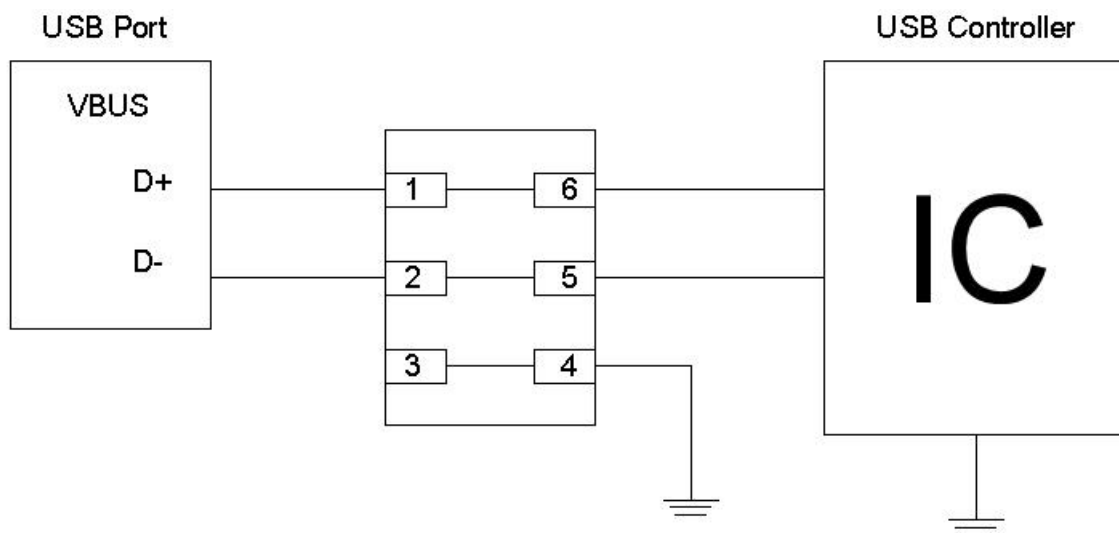 USB Port
USB Controller
VBUS
D+
1
6
D-
2
5
3
4
IC